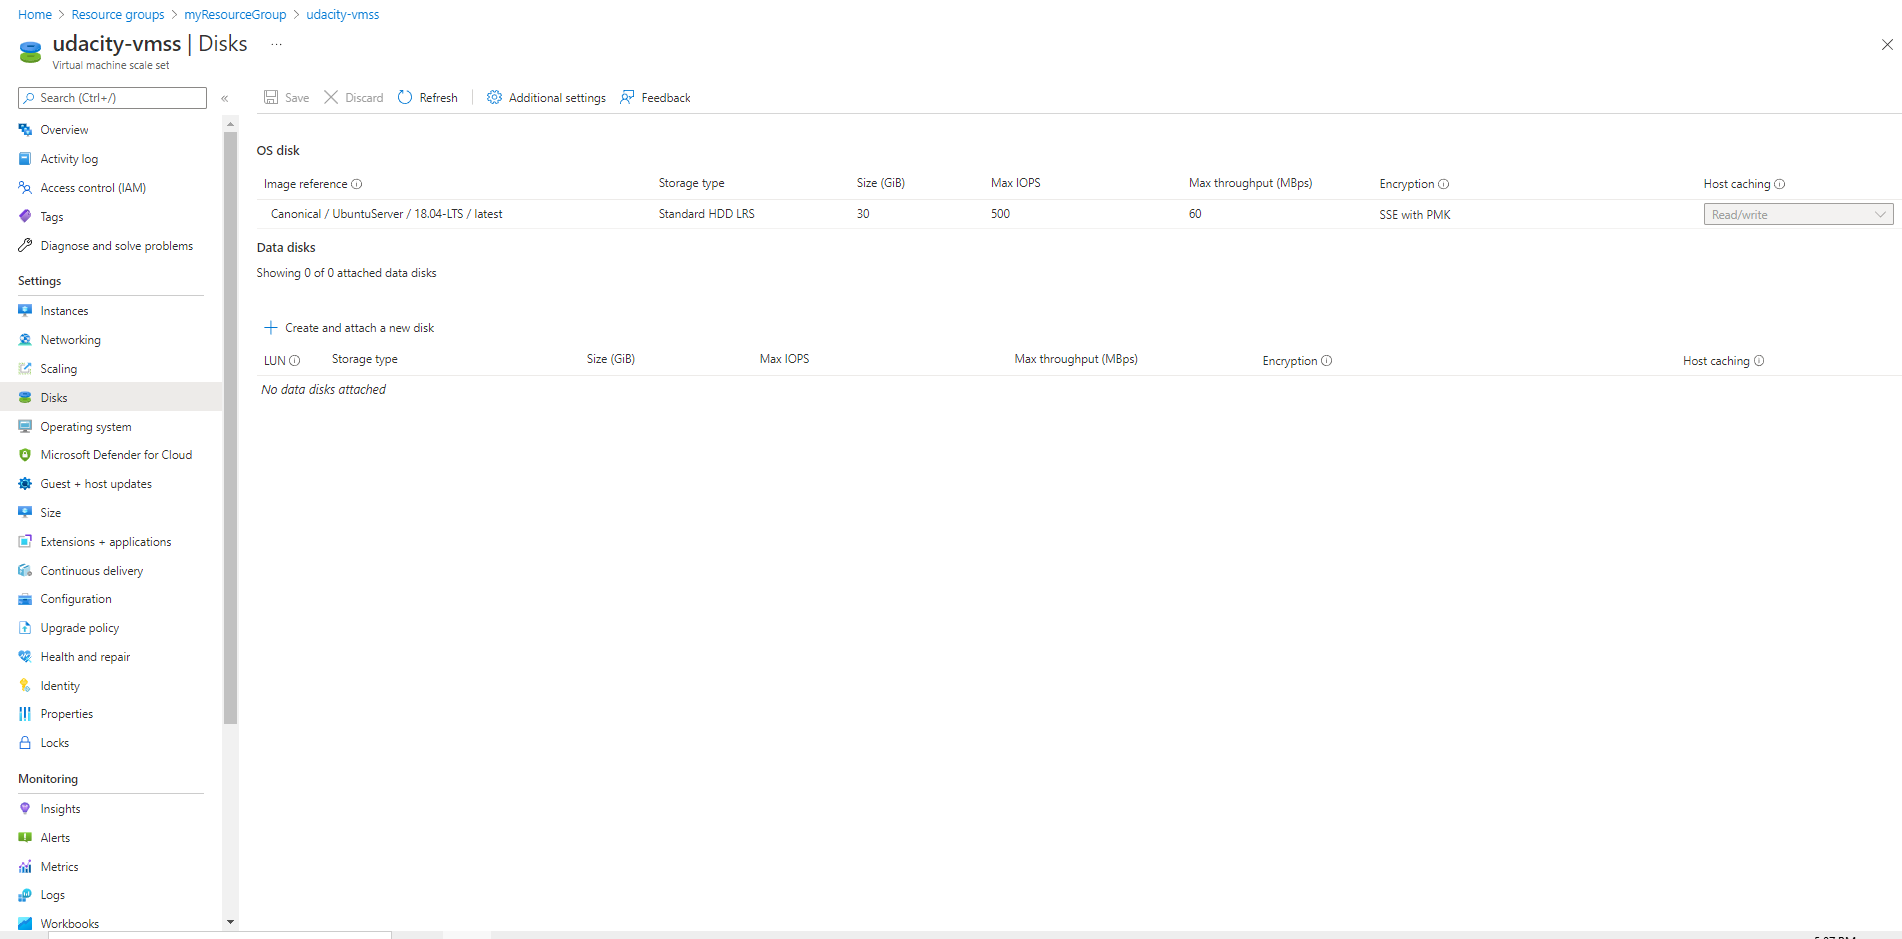 Home > Resource groups > myResourceGroup > udacity-vmss
udacity-vmss | Disks ...
Virtual machine scale set
Search (Ctrl+/)
«
Save Discard Refresh Additional settings Feedback
Overview
Activity log
Access control (IAM)
Tags
Diagnose and solve problems
Settings
Instances
Networking
Scaling
Disks
Operating system
Microsoft Defender for Cloud
Guest + host updates
Size
Extensions + applications
Continuous delivery
Configuration
Upgrade policy
Health and repair
Identity
Properties
Locks
Monitoring
Insights
Alerts
Metrics
Logs
Workbooks
OS disk
Image reference Storage type Size (GiB) Max IOPS Max throughput (MBps) Encryption Host caching
Canonical / UbuntuServer / 18.04-LTS / latest Standard HDD LRS 30 500 60 SSE with PMK Read/write
Data disks
Showing 0 of 0 attached data disks
Create and attach a new disk
LUN Storage type Size (GiB) Max IOPS Max throughput (MBps) Encryption Host caching
No data disks attached